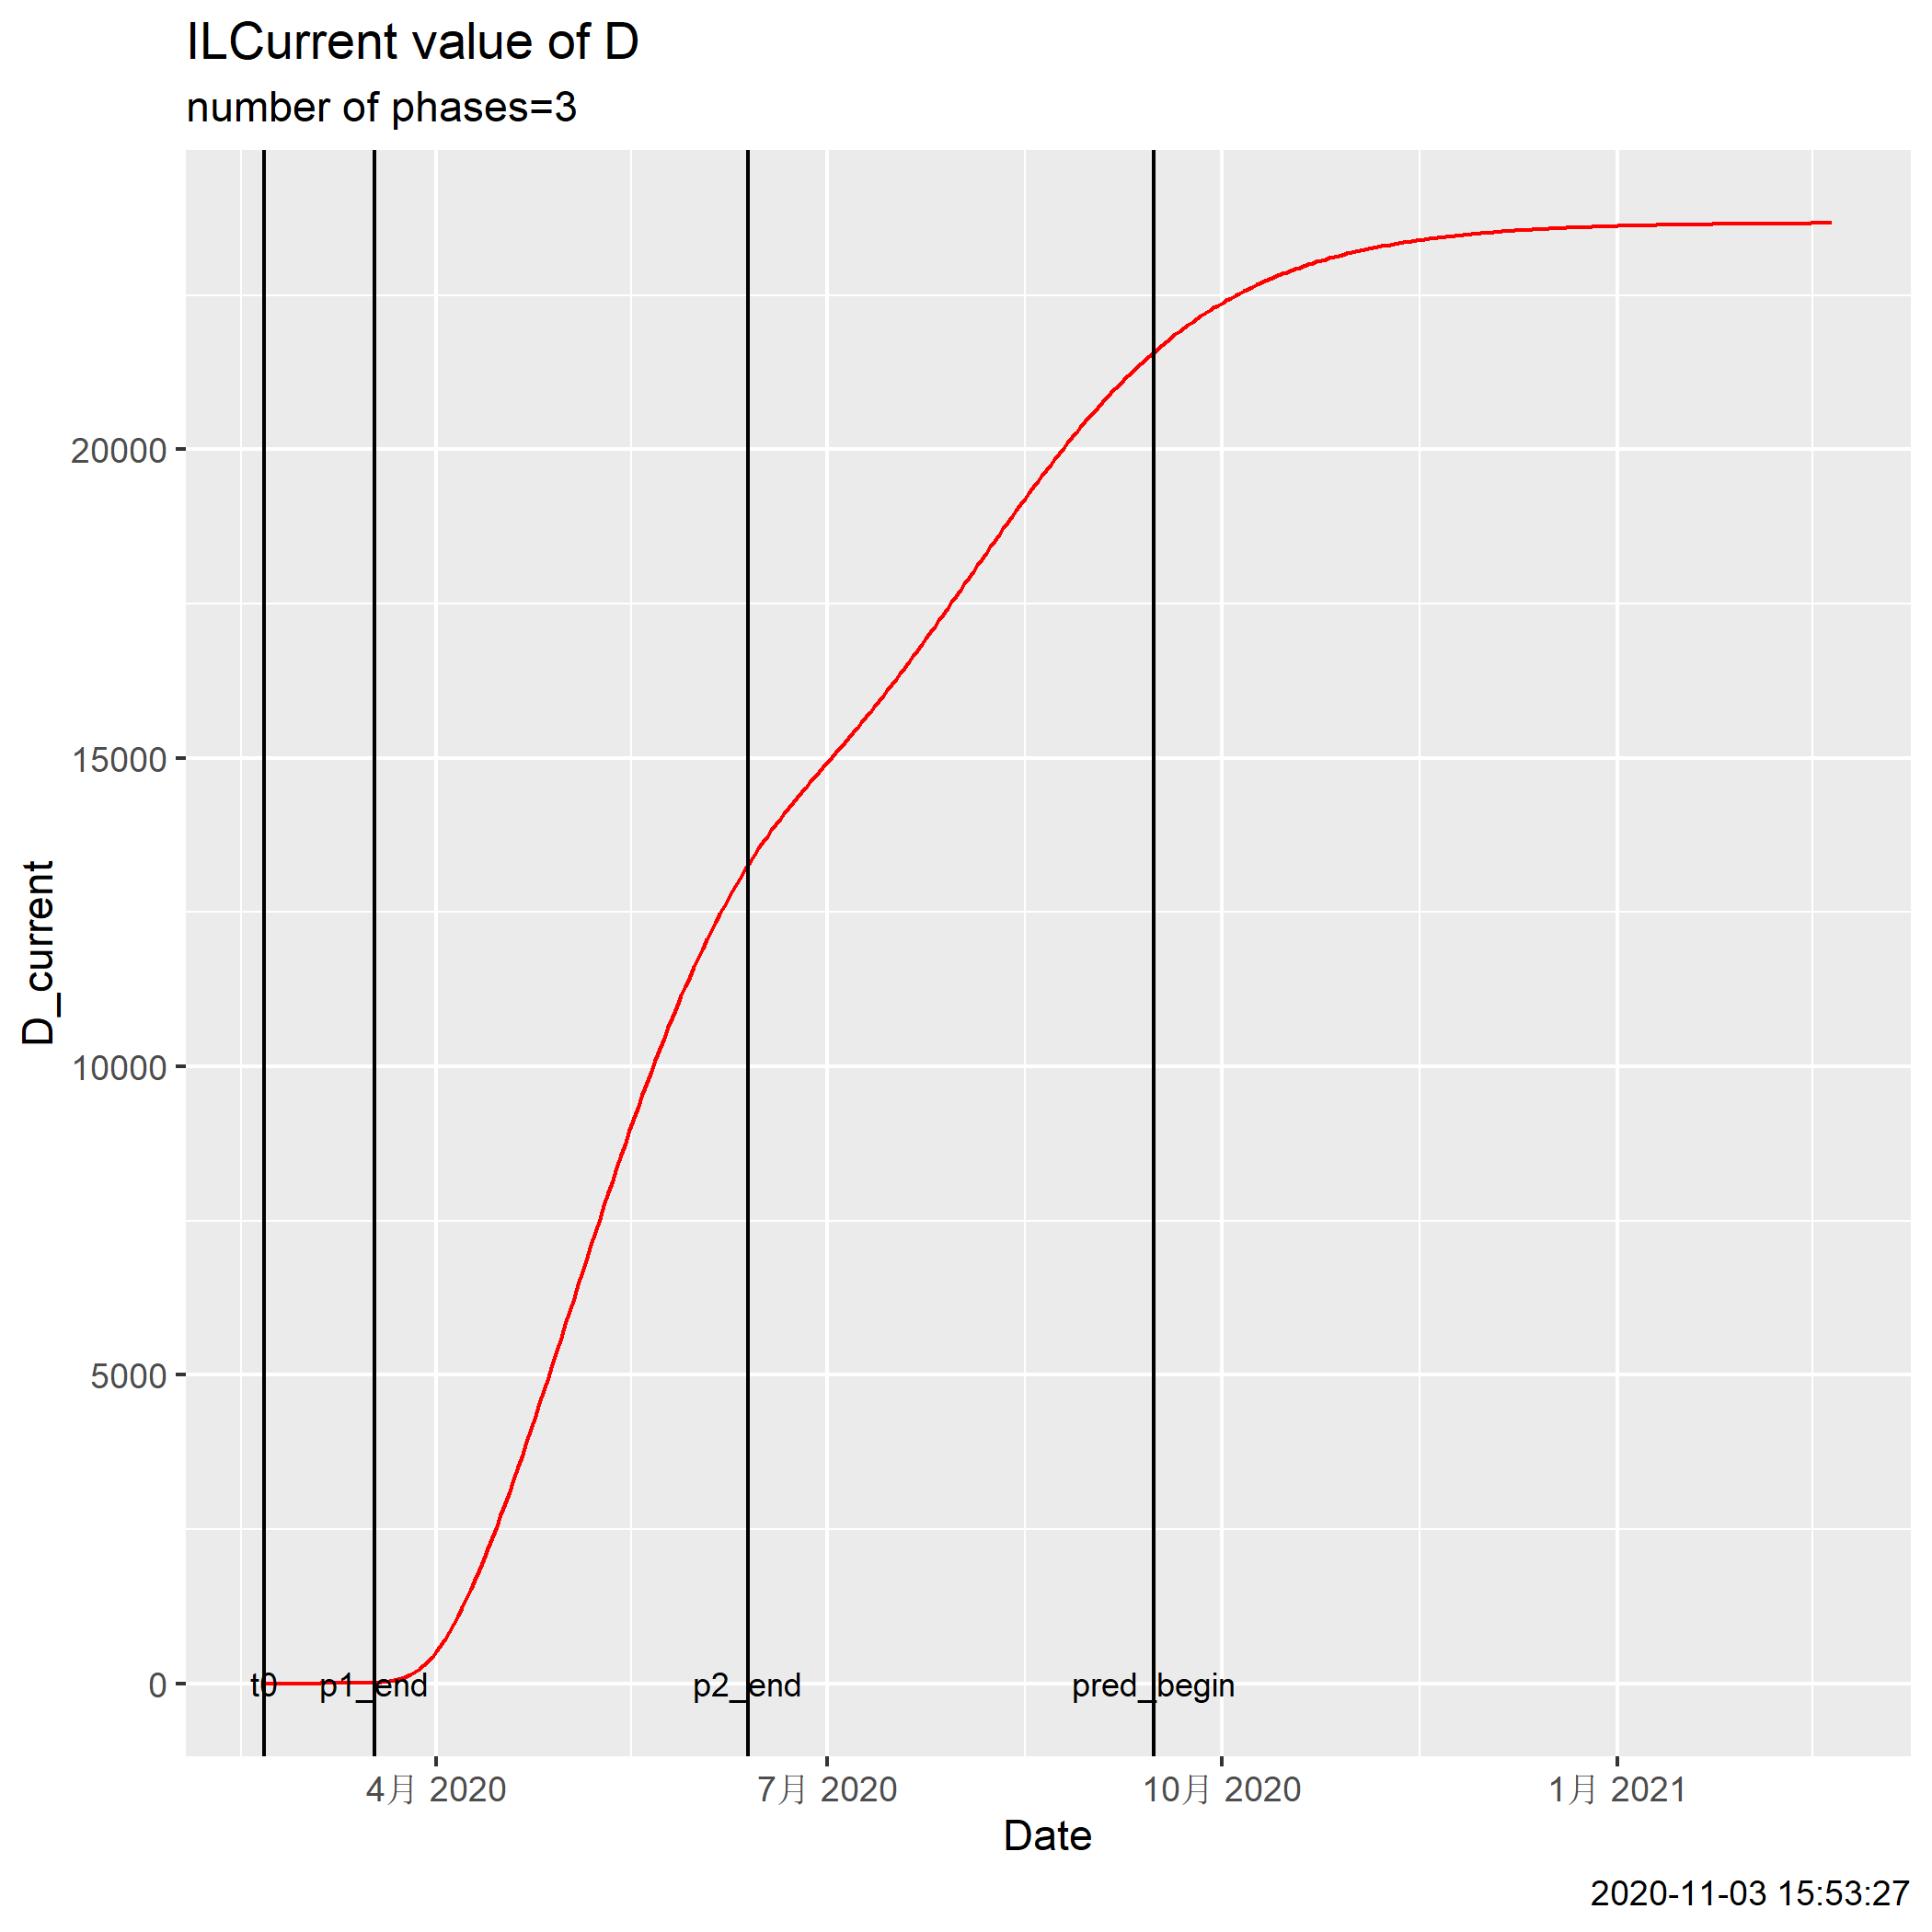 ILCurrent value of D
number of phases=3
D_current
20000
15000
10000
5000
0
t0 p1_end p2_end pred_begin
4月 2020 7月 2020 10月 2020 1月 2021
Date
2020-11-03 15:53:27